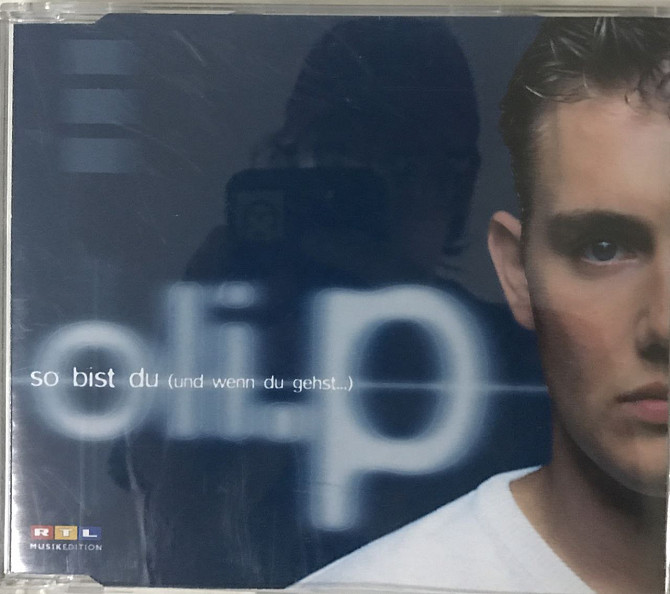 oli.p
so bist du (und wenn du gehst...)
RTL
MUSIKEDITION